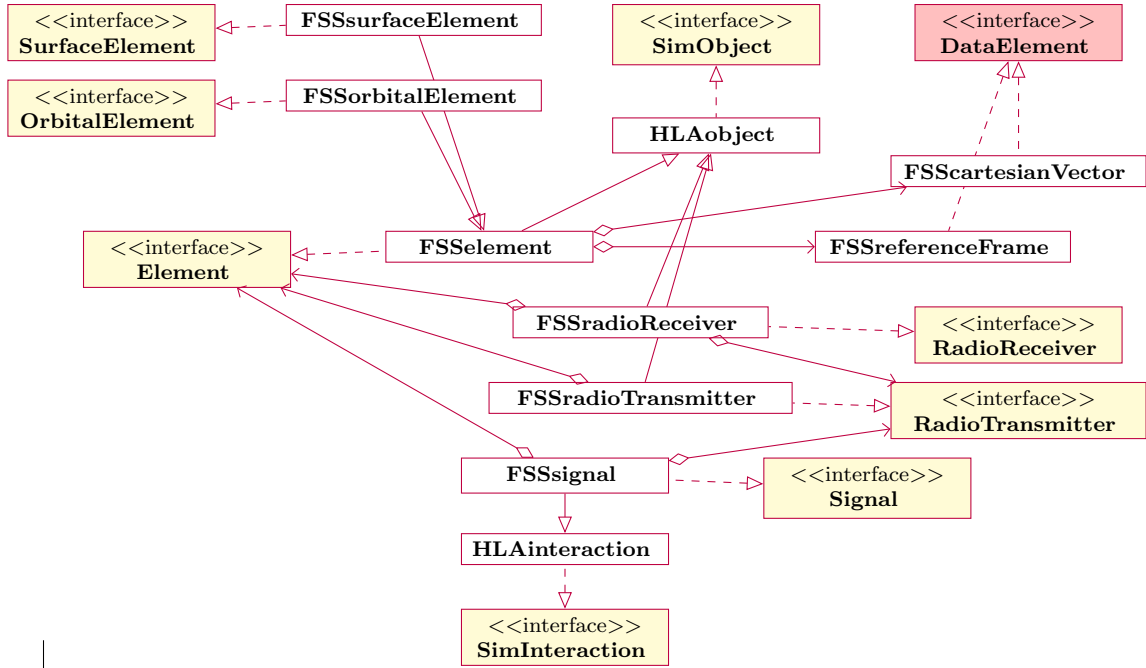 <<interface>>
SurfaceElement
FSSsurfaceElement
<<interface>>
SimObject
<<interface>>
DataElement
<<interface>>
OrbitalElement
FSSorbitalElement
HLAobject
FSScartesianVector
<<interface>>
Element
FSSelement
FSSreferenceFrame
FSSradioReceiver
<<interface>>
RadioReceiver
FSSradioTransmitter
<<interface>>
RadioTransmitter
FSSsignal
<<interface>>
Signal
HLAinteraction
<<interface>>
SimInteraction